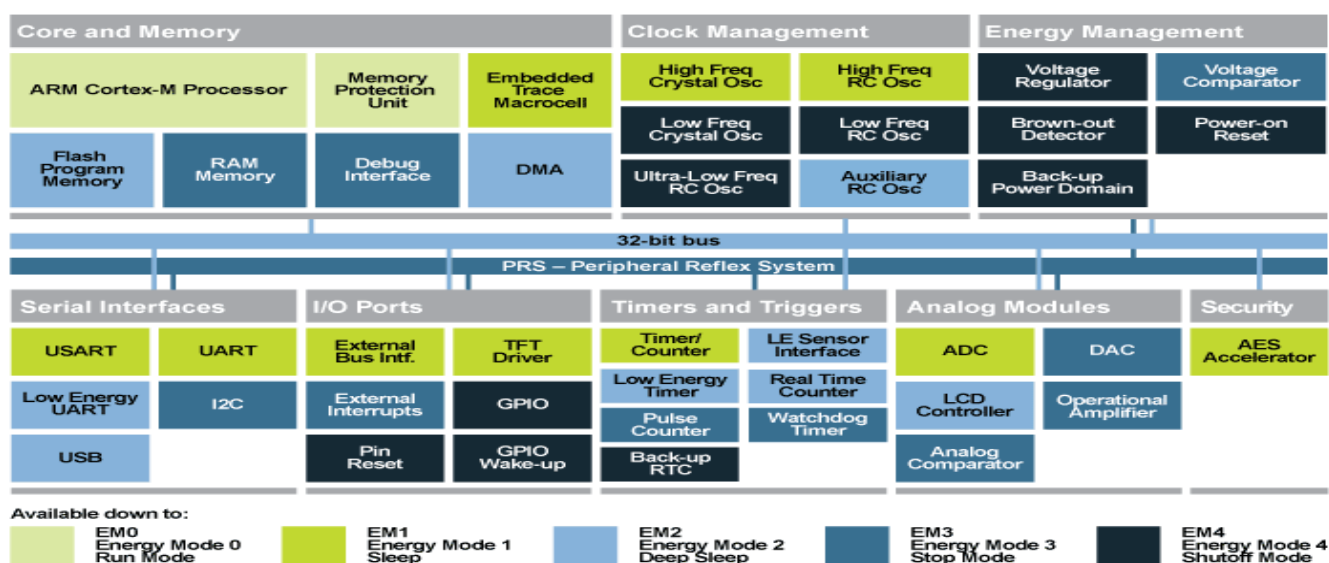 Core and Memory
Clock Management
Energy Management
ARM Cortex-M Processor
Memory
Protection
Unit
Embedded
Trace
Macrocell
High Freq
Crystal Osc
High Freq
RC Osc
Voltage
Regulator
Voltage
Comparator
Low Freq
Crystal Osc
Low Freq
RC Osc
Brown-out
Detector
Power-on
Reset
Flash
Program
Memory
RAM
Memory
Debug
Interface
DMA
Ultra-Low Freq
RC Osc
Auxiliary
RC Osc
Back-up
Power Domain
32-bit bus
PRS – Peripheral Reflex System
Serial Interfaces
I/O Ports
Timers and Triggers
Analog Modules
Security
USART
UART
External
Bus Intf.
TFT
Driver
Timer/
Counter
LE Sensor
Interface
ADC
DAC
AES
Accelerator
Low Energy
UART
I2C
External
Interrupts
GPIO
Low Energy
Timer
Real Time
Counter
LCD
Controller
Operational
Amplifier
USB
Pin
Reset
GPIO
Wake-up
Pulse
Counter
Watchdog
Timer
Back-up
RTC
Analog
Comparator
Available down to:
EM0
Energy Mode 0
Run Mode
EM1
Energy Mode 1
Sleep
EM2
Energy Mode 2
Deep Sleep
EM3
Energy Mode 3
Stop Mode
EM4
Energy Mode 4
Shutoff Mode